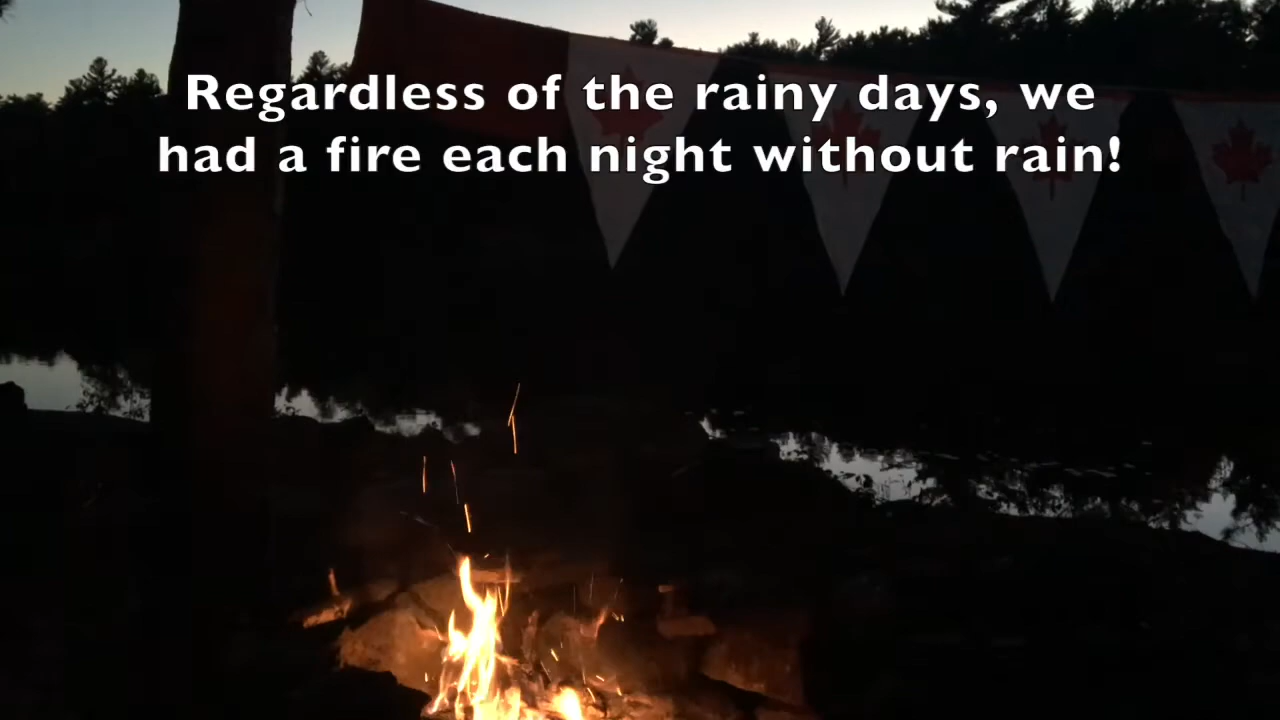 Regardless of the rainy days, we
had a fire each night without rain!